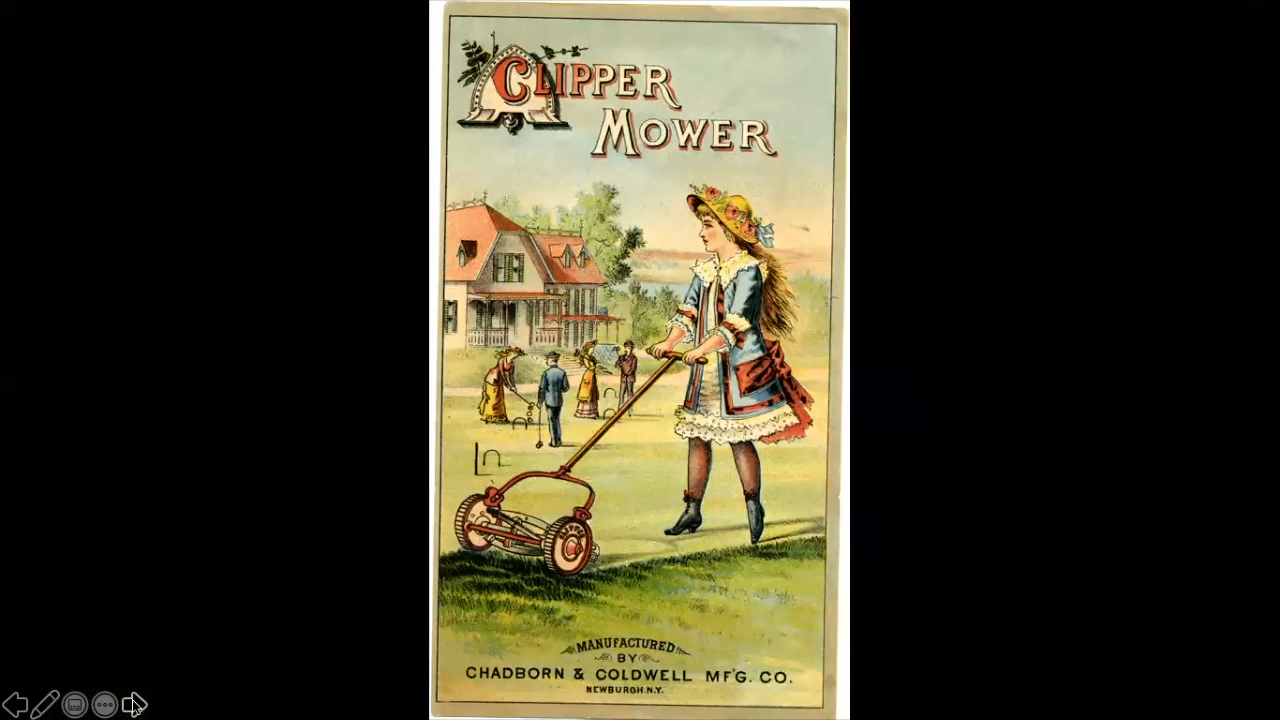 CLIPPER
MOWER
MANUFACTURED
BY
CHADBORN & COLDWELL MF'G. CO.
NEWBURGH. N.Y.